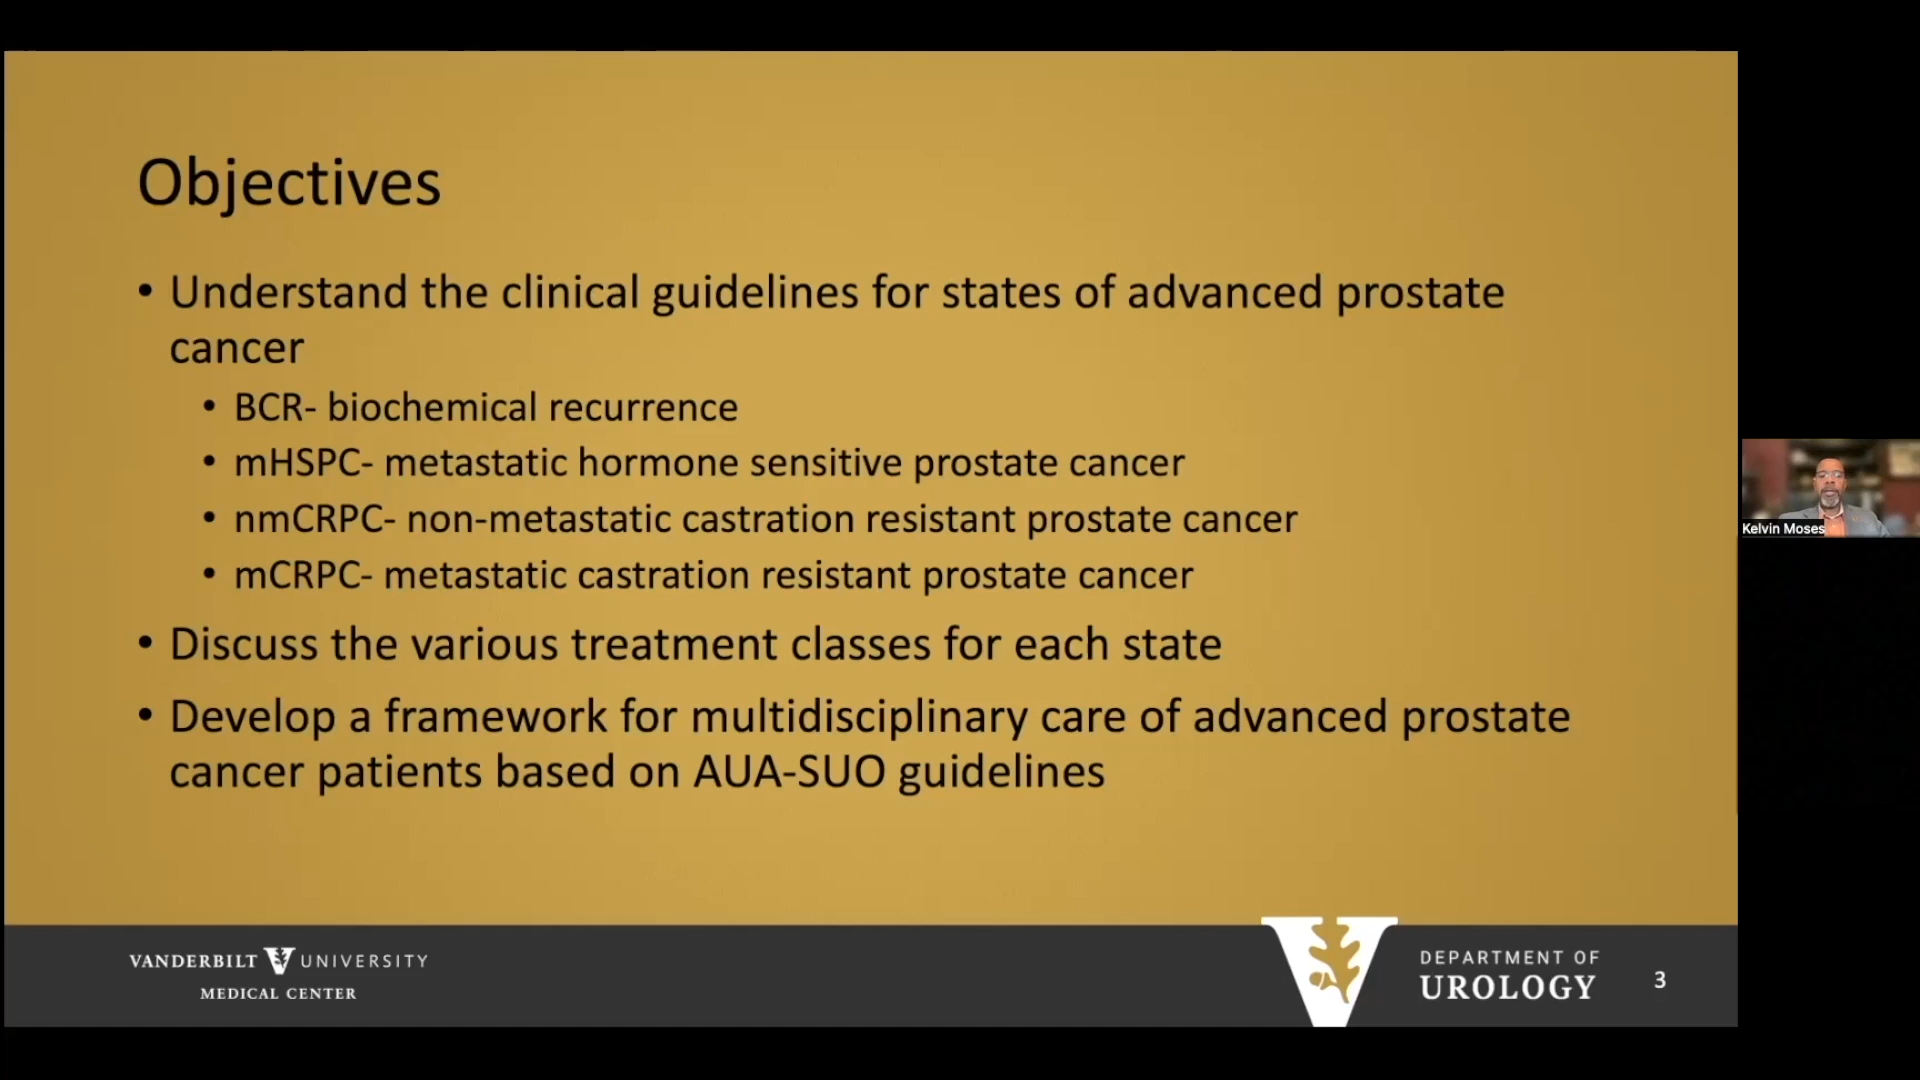 Objectives
• Understand the clinical guidelines for states of advanced prostate
cancer
• BCR- biochemical recurrence
• mHSPC- metastatic hormone sensitive prostate cancer
• nmCRPC- non-metastatic castration resistant prostate cancer
• mCRPC- metastatic castration resistant prostate cancer
• Discuss the various treatment classes for each state
• Develop a framework for multidisciplinary care of advanced prostate
cancer patients based on AUA-SUO guidelines
Kelvin Moses
VANDERBILT V UNIVERSITY
MEDICAL CENTER
DEPARTMENT OF
UROLOGY
3